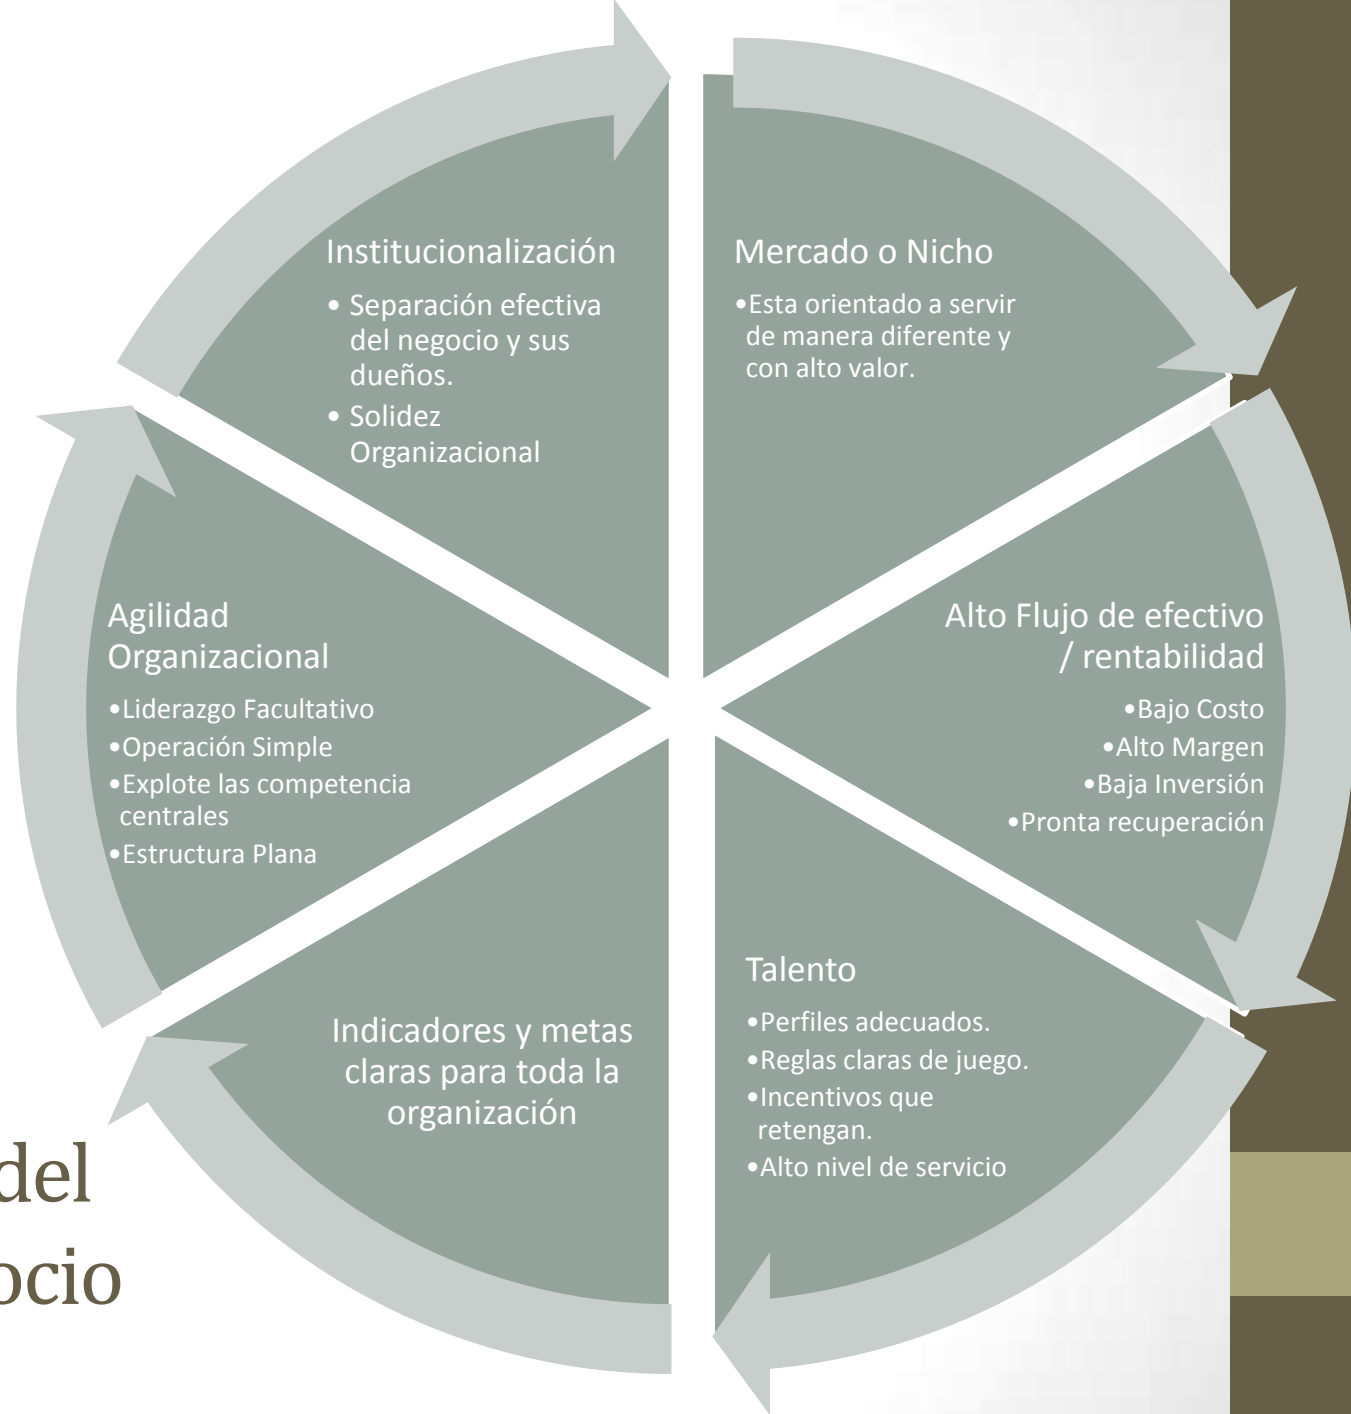 Institucionalización
• Separación efectiva
del negocio y sus
dueños.
• Solidez
Organizacional
Mercado o Nicho
•Esta orientado a servir
de manera diferente y
con alto valor.
Alto Flujo de efectivo
/ rentabilidad
•Bajo Costo
•Alto Margen
•Baja Inversión
•Pronta recuperación
Talento
•Perfiles adecuados.
•Reglas claras de juego.
•Incentivos que
retengan.
•Alto nivel de servicio
Indicadores y metas
claras para toda la
organización
Agilidad
Organizacional
•Liderazgo Facultativo
•Operación Simple
•Explote las competencia
centrales
•Estructura Plana
del
ocio